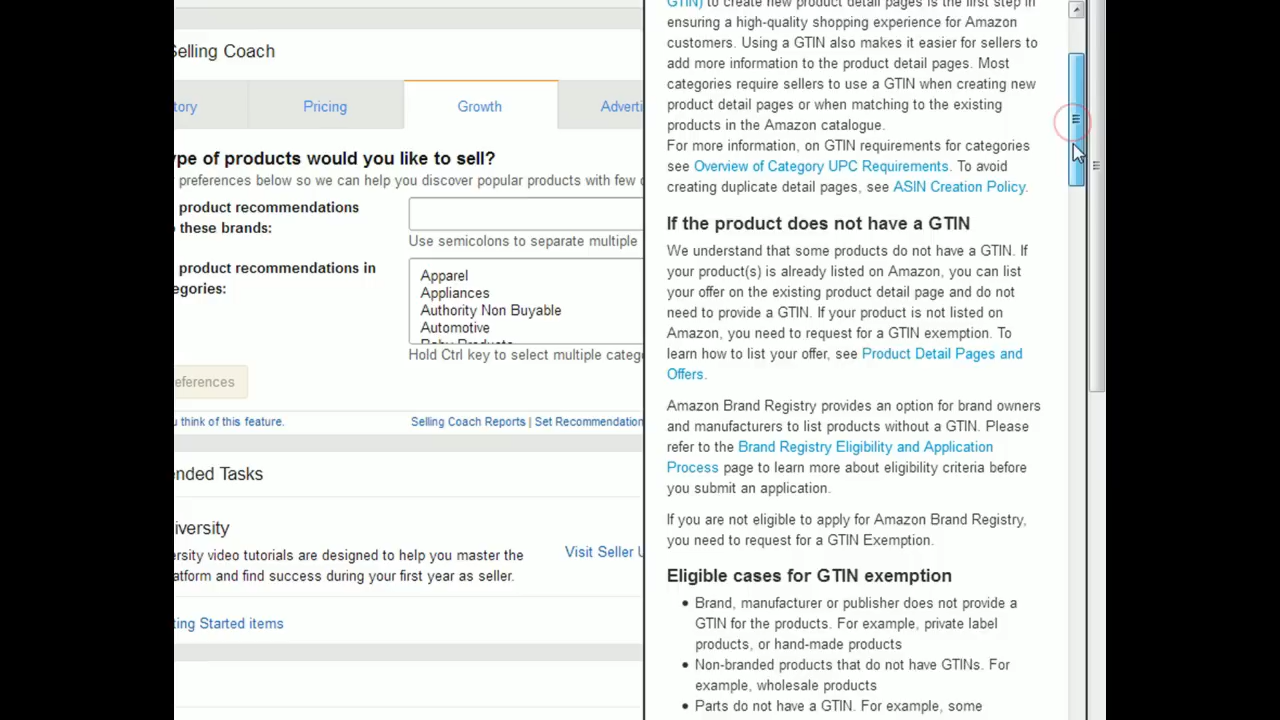 Selling Coach
tory
Pricing
Growth
Adverti
ype of products would you like to sell?
preferences below so we can help you discover popular products with few c
product recommendations
these brands:
Use semicolons to separate multiple
product recommendations in
egories:
Apparel
Appliances
Authority Non Buyable
Automotive
Baby Products
Hold Ctrl key to select multiple categ
eferences
u think of this feature.
Selling Coach Reports | Set Recommendation
ended Tasks
iversity
ersity video tutorials are designed to help you master the
atform and find success during your first year as seller.
Visit Seller U
ting Started items
GTIN) to create new product detail pages is the first step in
ensuring a high-quality shopping experience for Amazon
customers. Using a GTIN also makes it easier for sellers to
add more information to the product detail pages. Most
categories require sellers to use a GTIN when creating new
product detail pages or when matching to the existing
products in the Amazon catalogue.
For more information, on GTIN requirements for categories
see Overview of Category UPC Requirements. To avoid
creating duplicate detail pages, see ASIN Creation Policy.
If the product does not have a GTIN
We understand that some products do not have a GTIN. If
your product(s) is already listed on Amazon, you can list
your offer on the existing product detail page and do not
need to provide a GTIN. If your product is not listed on
Amazon, you need to request for a GTIN exemption. To
learn how to list your offer, see Product Detail Pages and
Offers.
Amazon Brand Registry provides an option for brand owners
and manufacturers to list products without a GTIN. Please
refer to the Brand Registry Eligibility and Application
Process page to learn more about eligibility criteria before
you submit an application.
If you are not eligible to apply for Amazon Brand Registry,
you need to request for a GTIN Exemption.
Eligible cases for GTIN exemption
• Brand, manufacturer or publisher does not provide a
GTIN for the products. For example, private label
products, or hand-made products
• Non-branded products that do not have GTINs. For
example, wholesale products
• Parts do not have a GTIN. For example, some